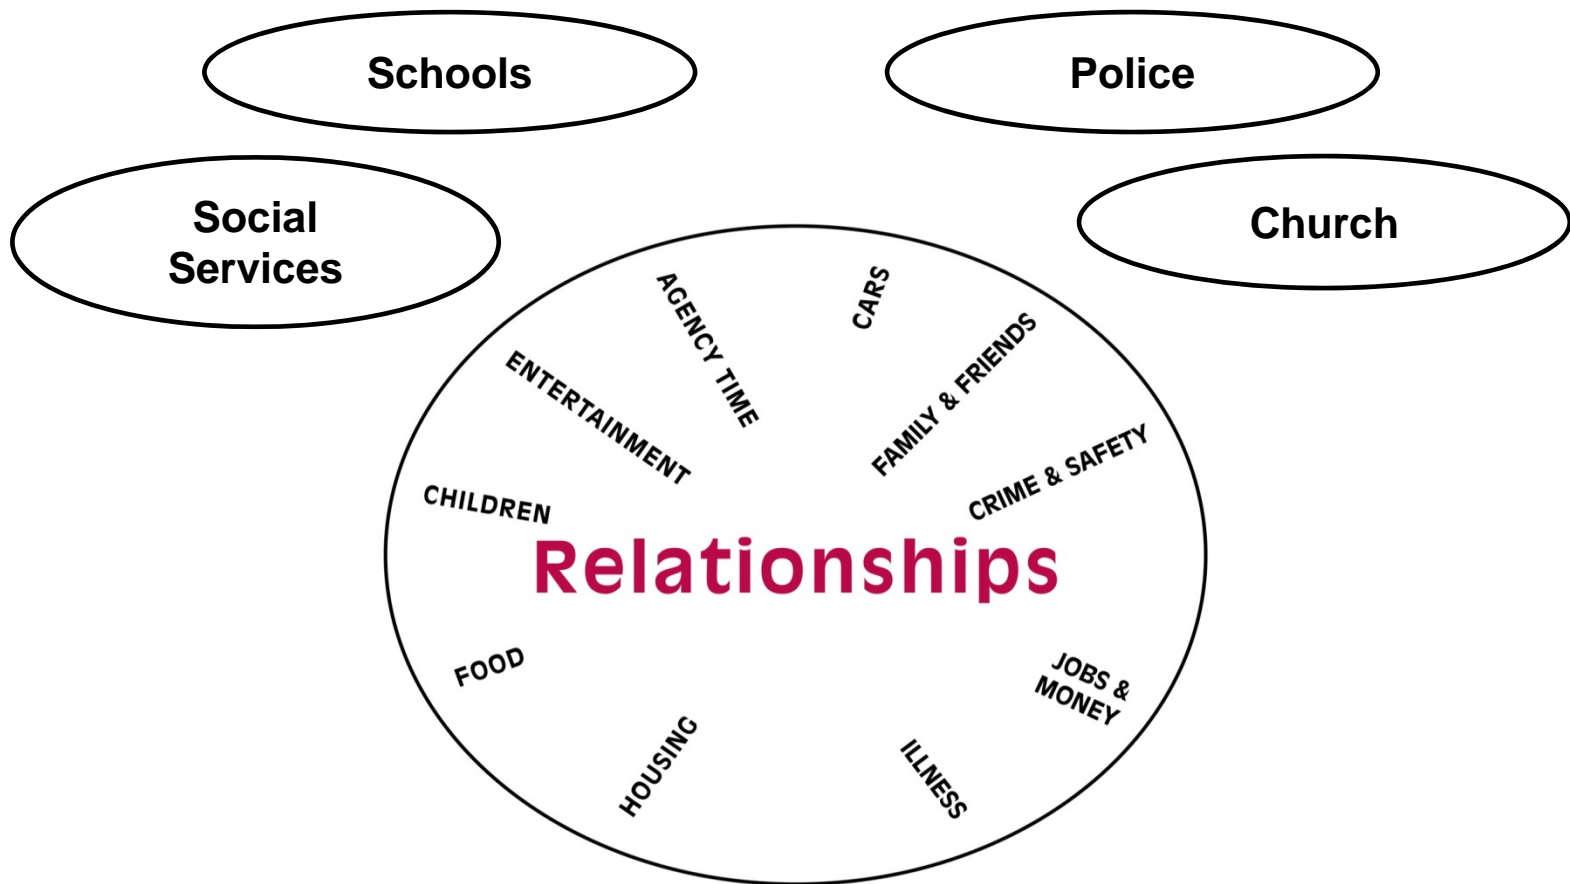 Schools
Police
Social
Services
Church
AGENCY TIME
CARS
ENTERTAINMENT
FAMILY & FRIENDS
CRIME & SAFETY
CHILDREN
Relationships
FOOD
JOBS &
MONEY
HOUSING
ILLNESS